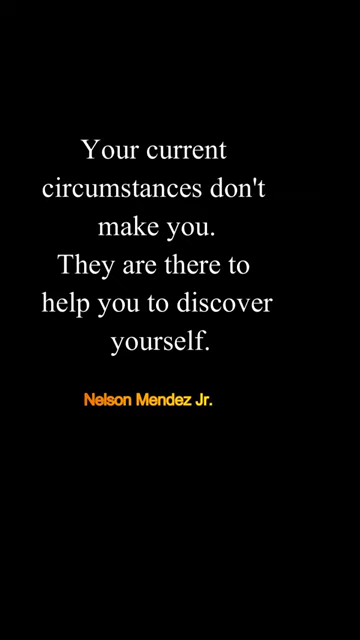 Your current
circumstances don't
make you.
They are there to
help you to discover
yourself.
Nelson Mendez Jr.